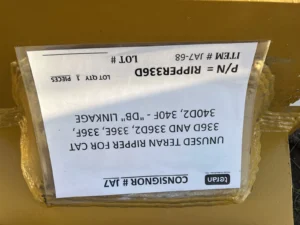 teran
CONSIGNOR # JA7
UNUSED TERAN RIPPER FOR CAT
336D AND 336D2, 336E, 336F,
340D2, 340F - "DB" LINKAGE
P/N = RIPPER336D
LOT QTY 1 PIECES
ITEM # JA7-68
LOT #